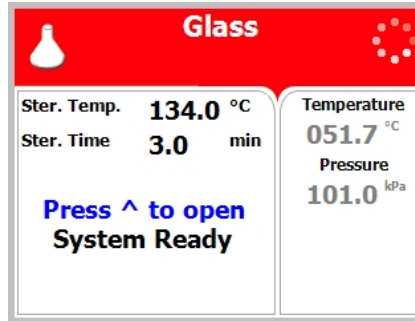 Glass
Ster. Temp. 134.0 °C
Ster. Time 3.0 min
Press ^ to open
System Ready
Temperature
051.7 °C
Pressure
101.0 kPa